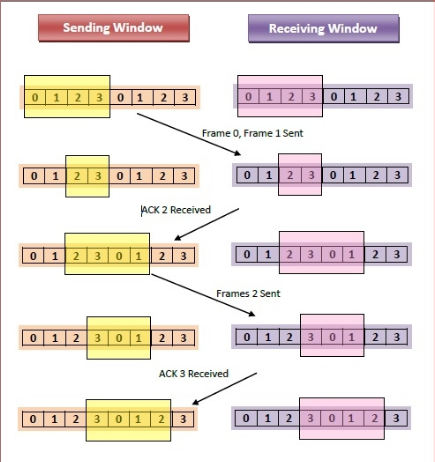 Sending Window Receiving Window
0 1 2 3 0 1 2 3 0 1 2 3 0 1 2 3
Frame 0, Frame 1 Sent
0 1 2 3 0 1 2 3 0 1 2 3 0 1 2 3
ACK 2 Received
0 1 2 3 0 1 2 3 0 1 2 3 0 1 2 3
Frames 2 Sent
0 1 2 3 0 1 2 3 0 1 2 3 0 1 2 3
ACK 3 Received
0 1 2 3 0 1 2 3 0 1 2 3 0 1 2 3